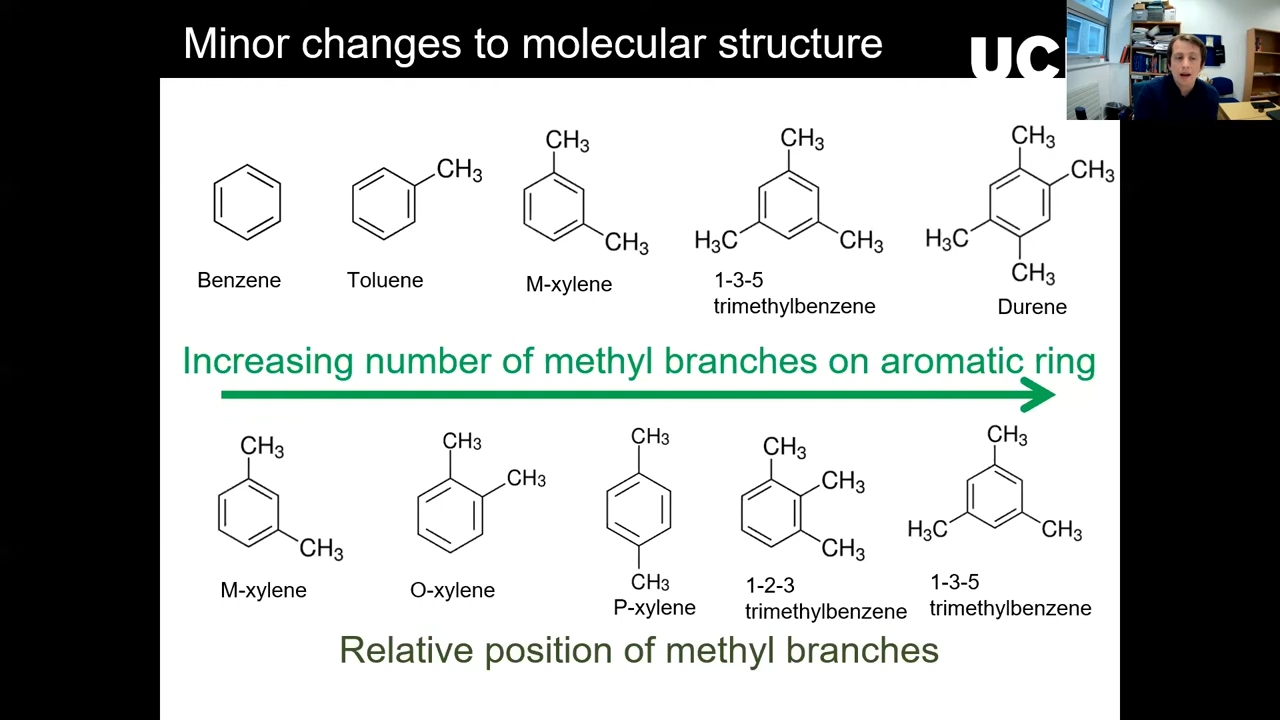 Minor changes to molecular structure
UC
CH3
CH3
CH3
CH3
CH3
CH3
H3C
CH3
CH3
H3C
CH3
Benzene
Toluene
M-xylene
1-3-5
trimethylbenzene
Durene
Increasing number of methyl branches on aromatic ring
CH3
CH3
CH3
CH3
CH3
CH3
CH3
CH3
H3C
CH3
CH3
CH3
M-xylene
O-xylene
P-xylene
1-2-3
trimethylbenzene
1-3-5
trimethylbenzene
Relative position of methyl branches